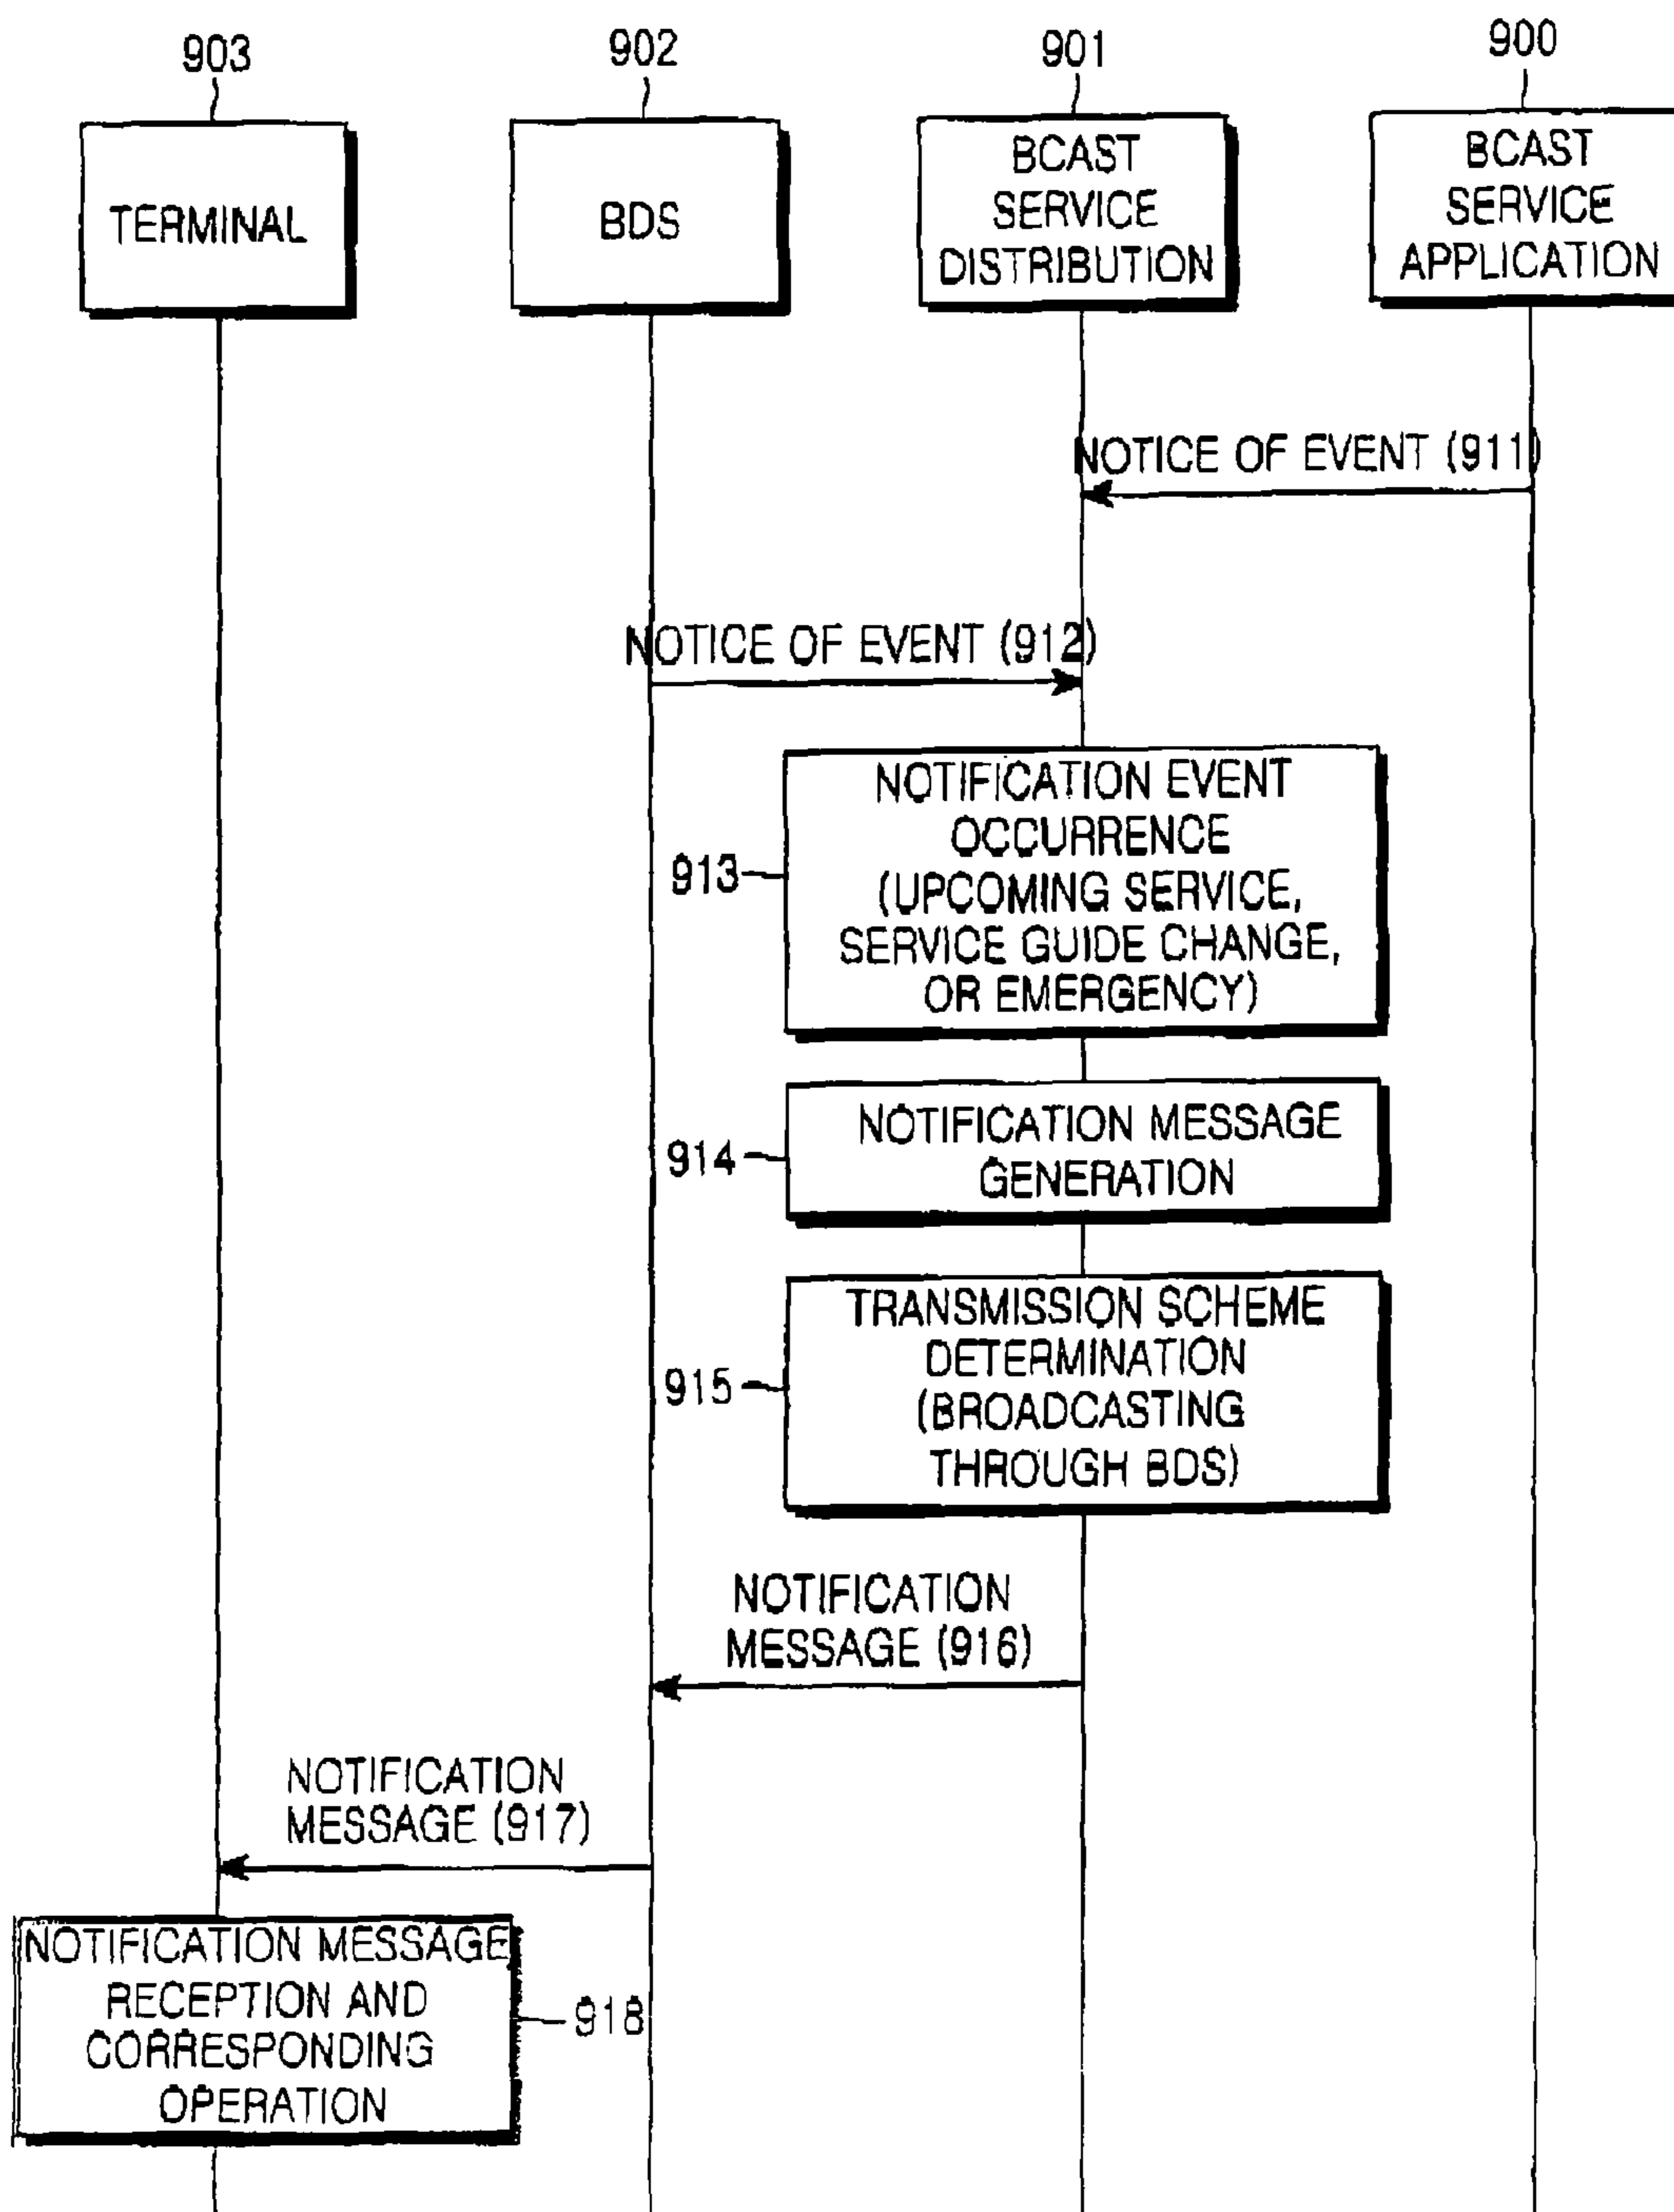 903
902
901
900
TERMINAL
BDS
BCAST
SERVICE
DISTRIBUTION
BCAST
SERVICE
APPLICATION
NOTICE OF EVENT (911)
NOTICE OF EVENT (912)
913
NOTIFICATION EVENT
OCCURRENCE
(UPCOMING SERVICE,
SERVICE GUIDE CHANGE,
OR EMERGENCY)
914
NOTIFICATION MESSAGE
GENERATION
915
TRANSMISSION SCHEME
DETERMINATION
(BROADCASTING
THROUGH BDS)
NOTIFICATION
MESSAGE (916)
NOTIFICATION
MESSAGE (917)
NOTIFICATION MESSAGE
RECEPTION AND
CORRESPONDING
OPERATION
918